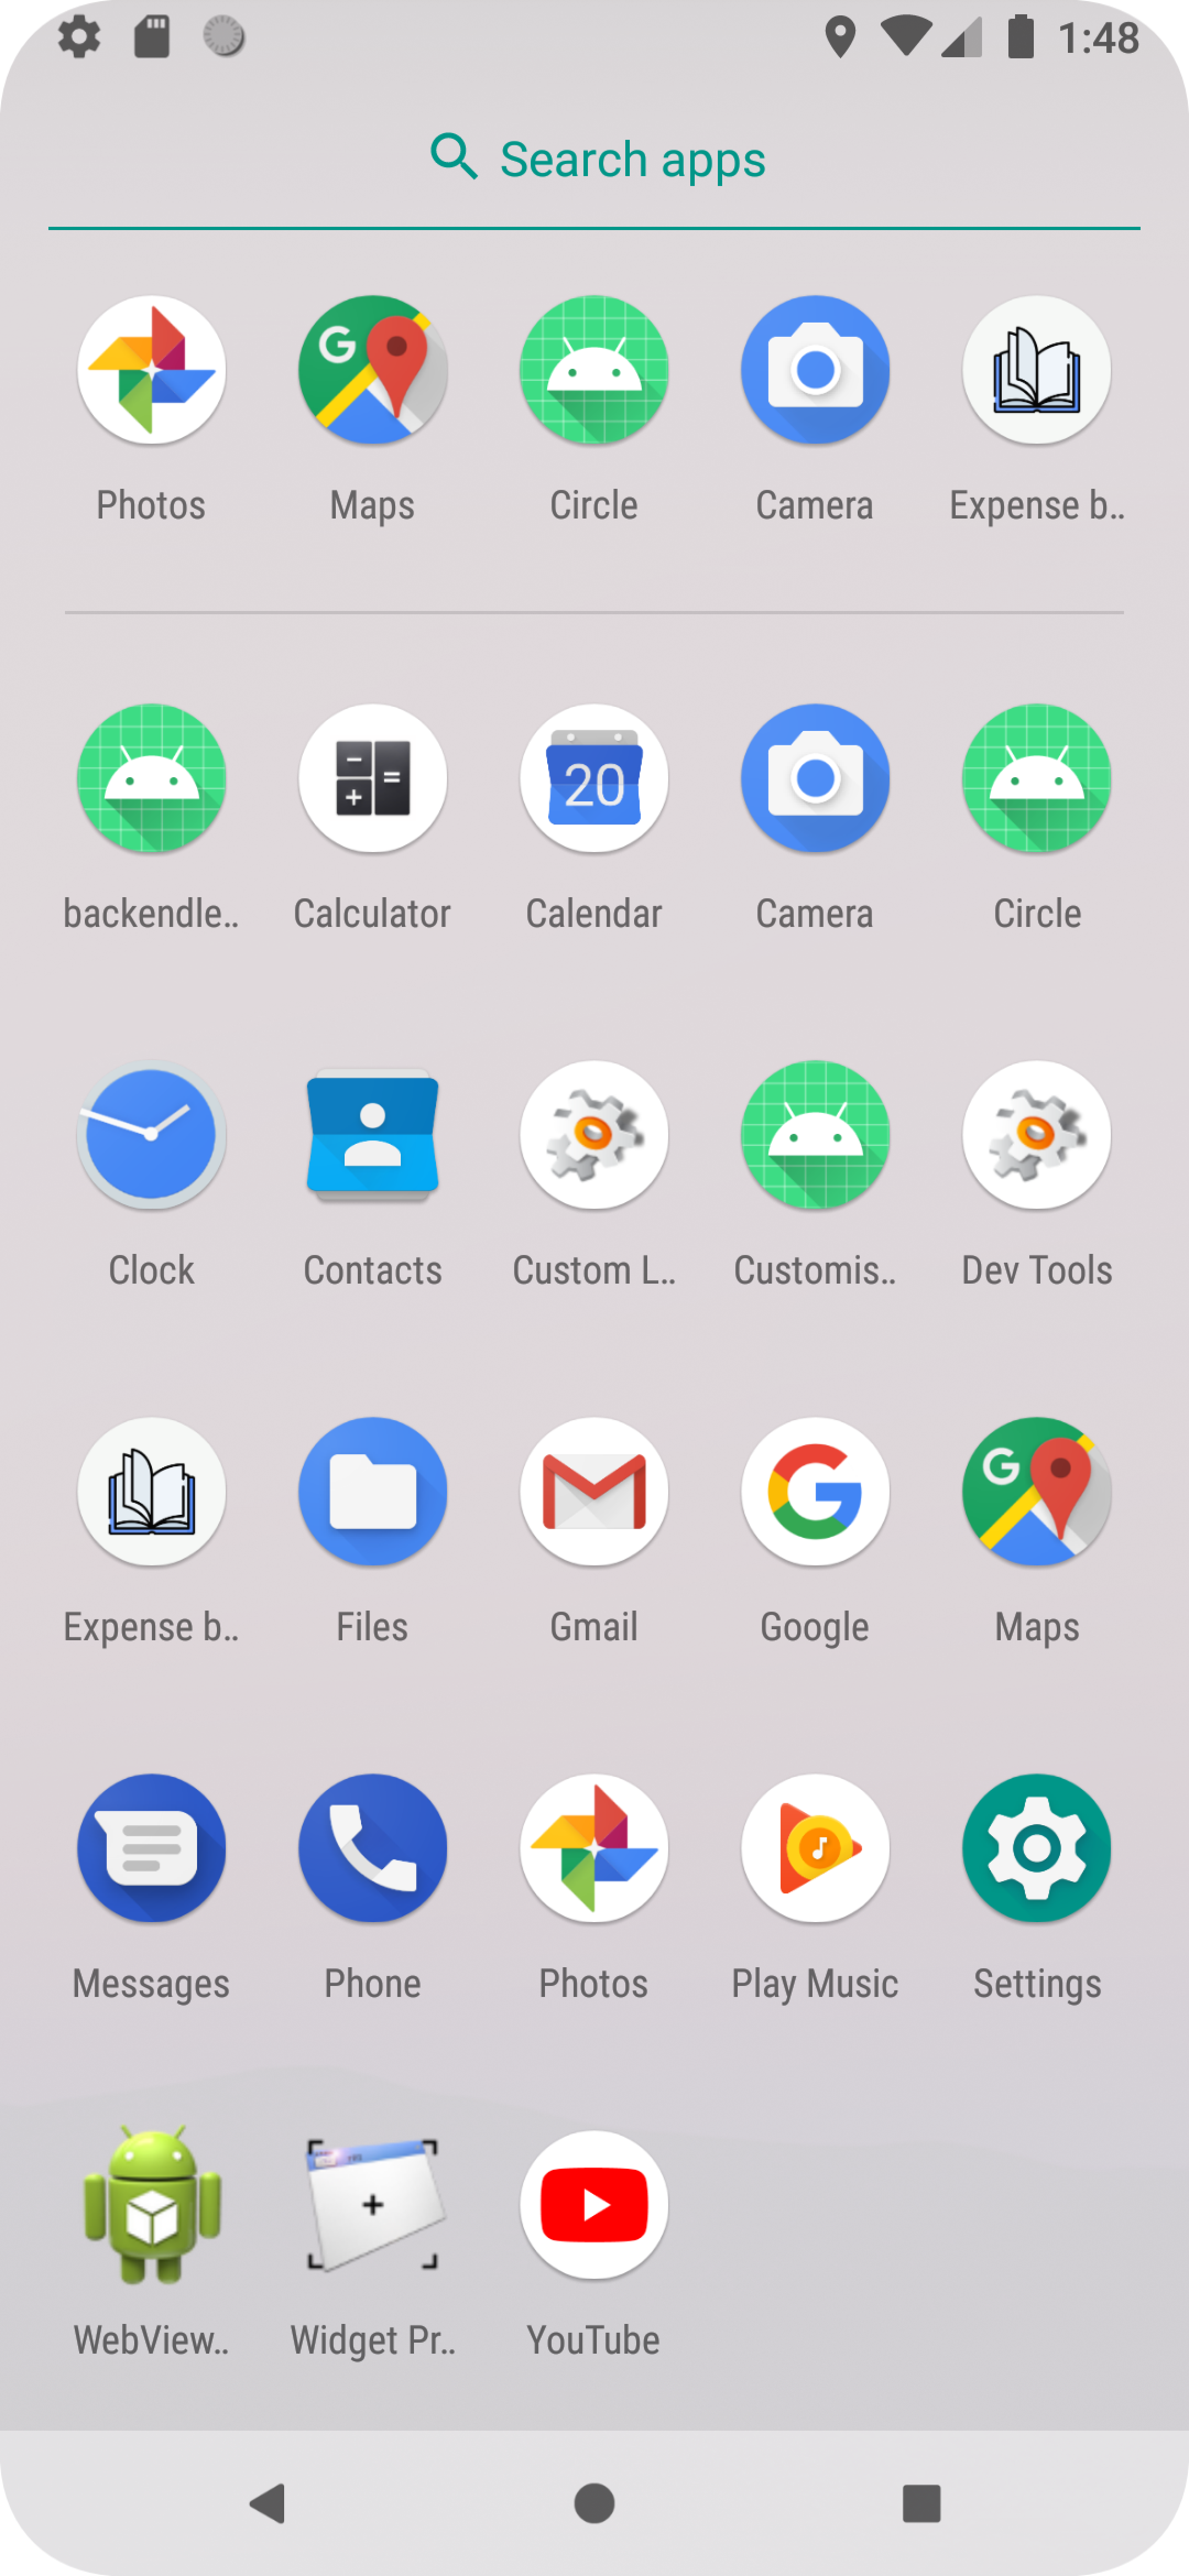 1:48
Search apps
Photos Maps Circle Camera Expense b..
backendle.. Calculator Calendar Camera Circle
20
Clock Contacts Custom L.. Customis.. Dev Tools
Expense b.. Files Gmail Google Maps
Messages Phone Photos Play Music Settings
WebView.. Widget Pr.. YouTube